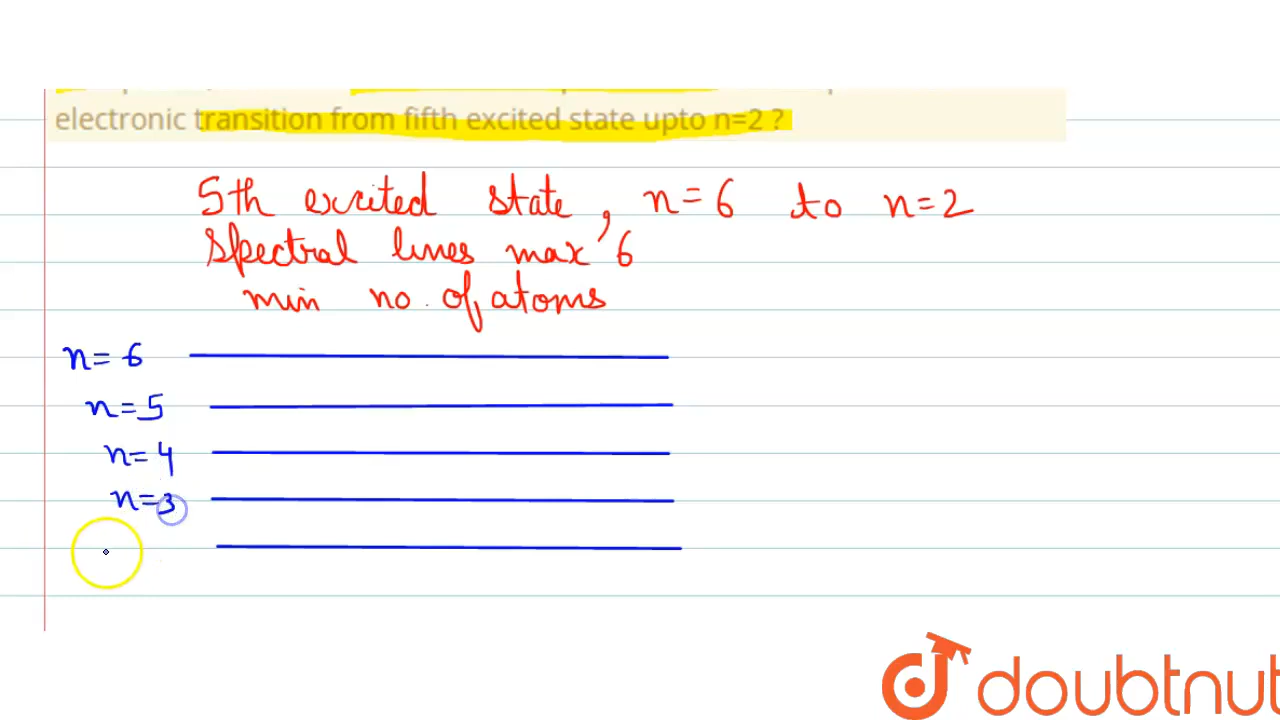 electronic transition from fifth excited state upto n=2 ?
5th excited state, n=6 to n=2
Spectral lines max 6
min no. of atoms
n=6
n=5
n=4
n=3
doubtnut